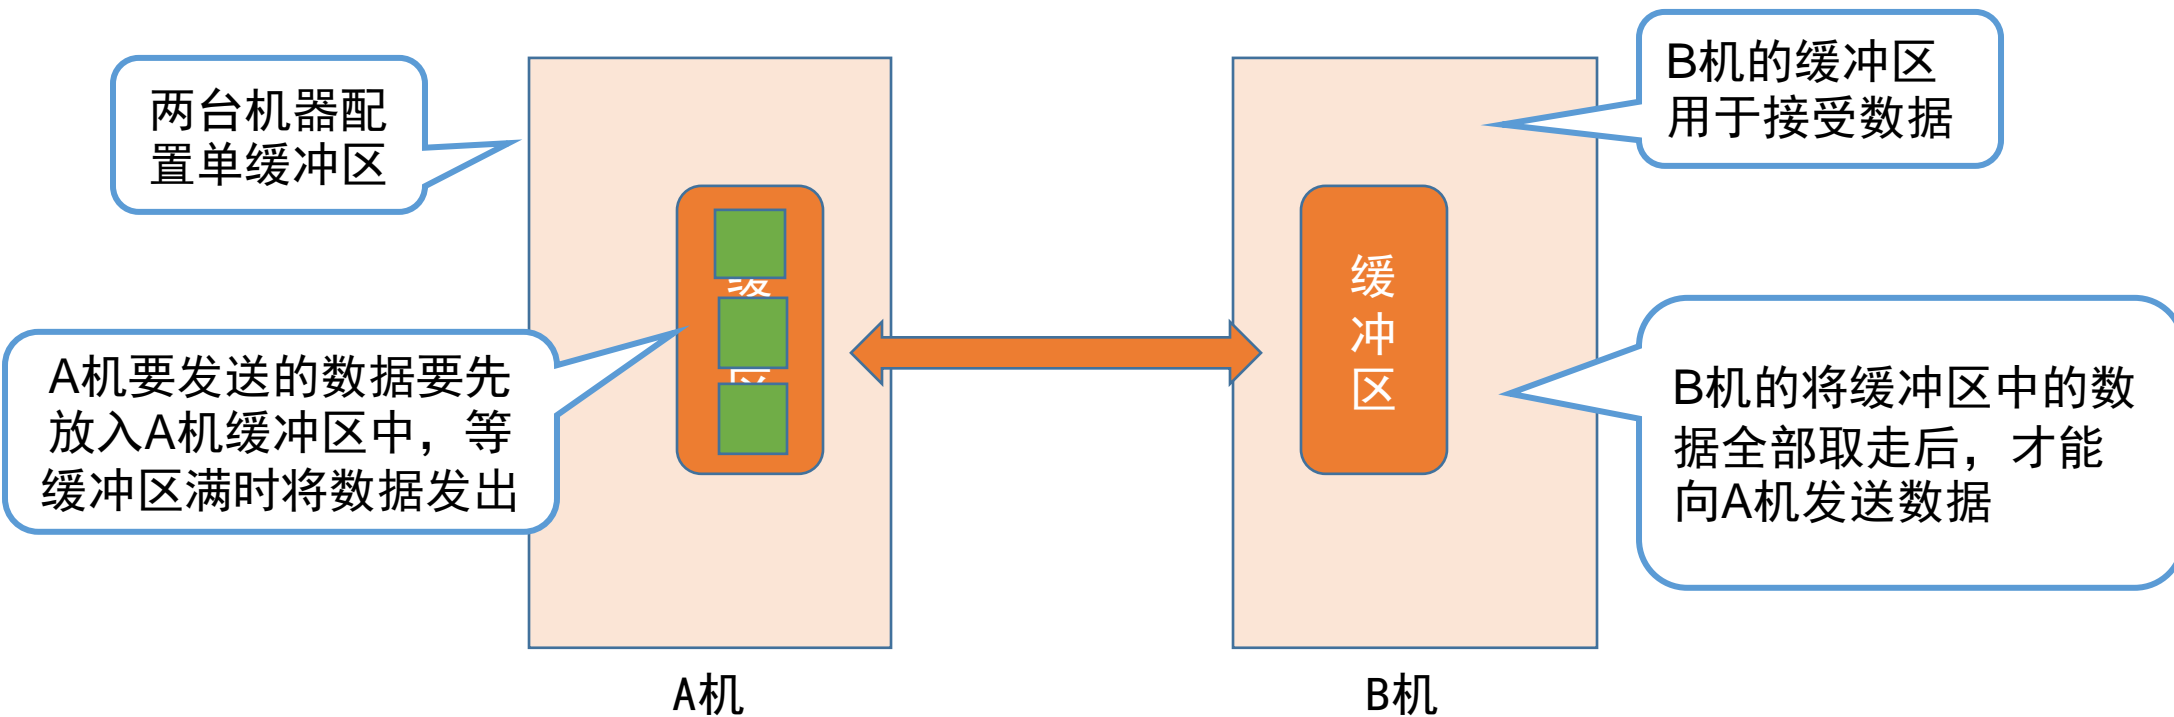 两台机器配
置单缓冲区
B机的缓冲区
用于接受数据
A机要发送的数据要先
放入A机缓冲区中，等
缓冲区满时将数据发出
缓
区
缓
冲
区
B机的将缓冲区中的数
据全部取走后，才能
向A机发送数据
A机
B机